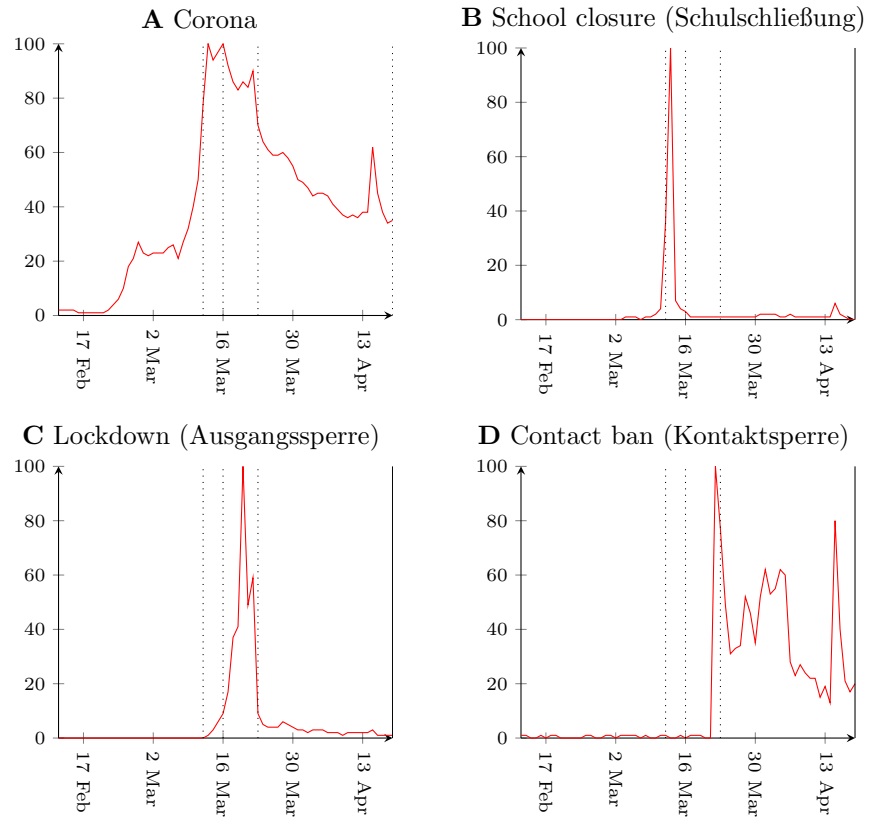 A Corona
100
80
60
40
20
0
17 Feb
2 Mar
16 Mar
30 Mar
13 Apr
B School closure (Schulschließung)
100
80
60
40
20
0
17 Feb
2 Mar
16 Mar
30 Mar
13 Apr
C Lockdown (Ausgangssperre)
100
80
60
40
20
0
17 Feb
2 Mar
16 Mar
30 Mar
13 Apr
D Contact ban (Kontaktsperre)
100
80
60
40
20
0
17 Feb
2 Mar
16 Mar
30 Mar
13 Apr